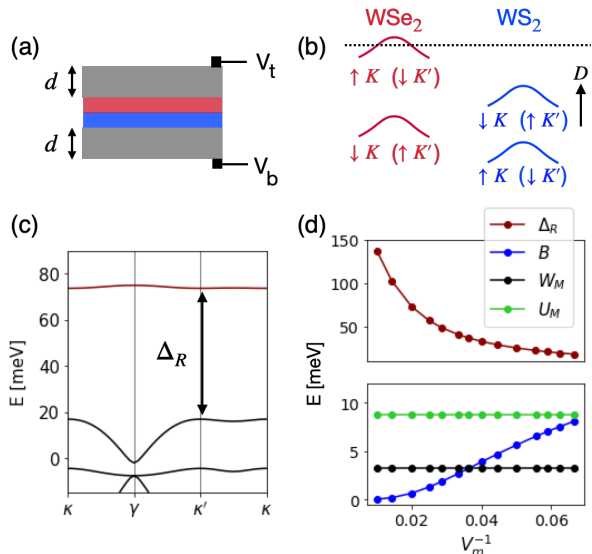 (a)
V_t
d
d
V_b
(b)
WSe₂
WS₂
D
↑ K (↓ K′)
↓ K (↑ K′)
↓ K (↑ K′)
↑ K (↓ K′)
(c)
E [meV]
80
60
40
20
0
Δ_R
κ
γ
κ′
κ
(d)
Δ_R
B
W_M
U_M
E [meV]
150
100
50
10
5
0
0.02
0.04
0.06
V_m⁻¹